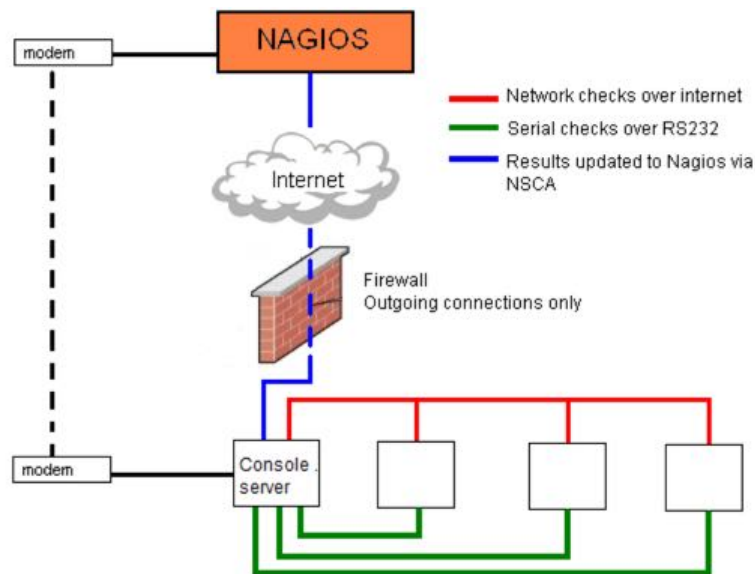 NAGIOS
modem
Network checks over internet
Serial checks over RS232
Results updated to Nagios via
NSCA
Internet
Firewall
Outgoing connections only
modem
Console .
server